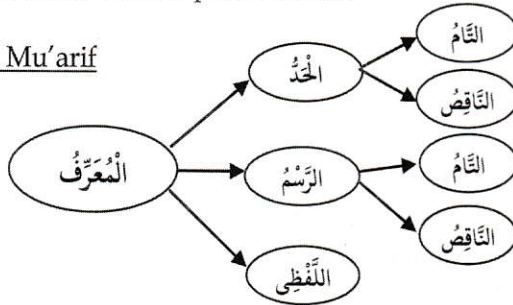 Mu'arif
التَّامُ
الْحَدُّ
النَّاقِصُ
الْمُعَرِّفُ
الرَّسْمُ
التَّامُ
النَّاقِصُ
اللَّفْظِى